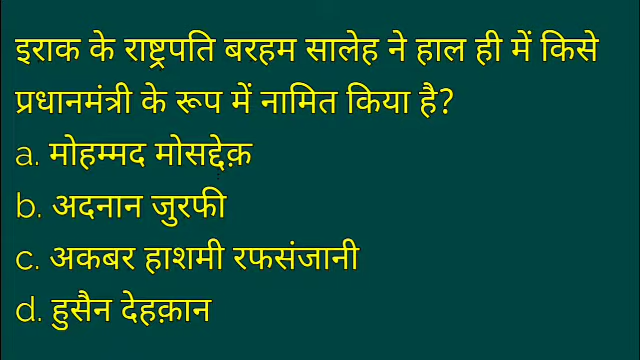 इराक के राष्ट्रपति बरहम सालेह ने हाल ही में किसे
प्रधानमंत्री के रूप में नामित किया है?
a. मोहम्मद मोसद्देक़
b. अदनान जुरफी
c. अकबर हाशमी रफसंजानी
d. हुसैन देहक़ान